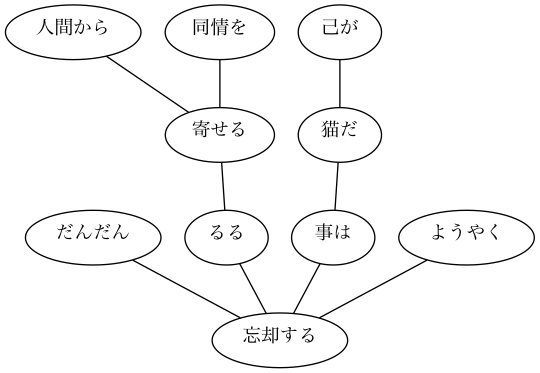 人間から 同情を 己が
寄せる 猫だ
だんだん るる 事は ようやく
忘却する